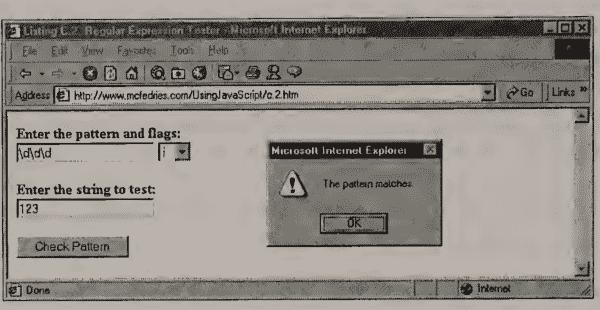 Listing C.2. Regular Expression Tester - Microsoft Internet Explorer
File Edit View Favorites Tools Help
Address http://www.mcfedries.com/UsingJavaScript/c.2.htm Go Links »
Enter the pattern and flags:
\d\d\d i
Enter the string to test:
123
Check Pattern
Microsoft Internet Explorer
The pattern matches.
OK
Done Internet